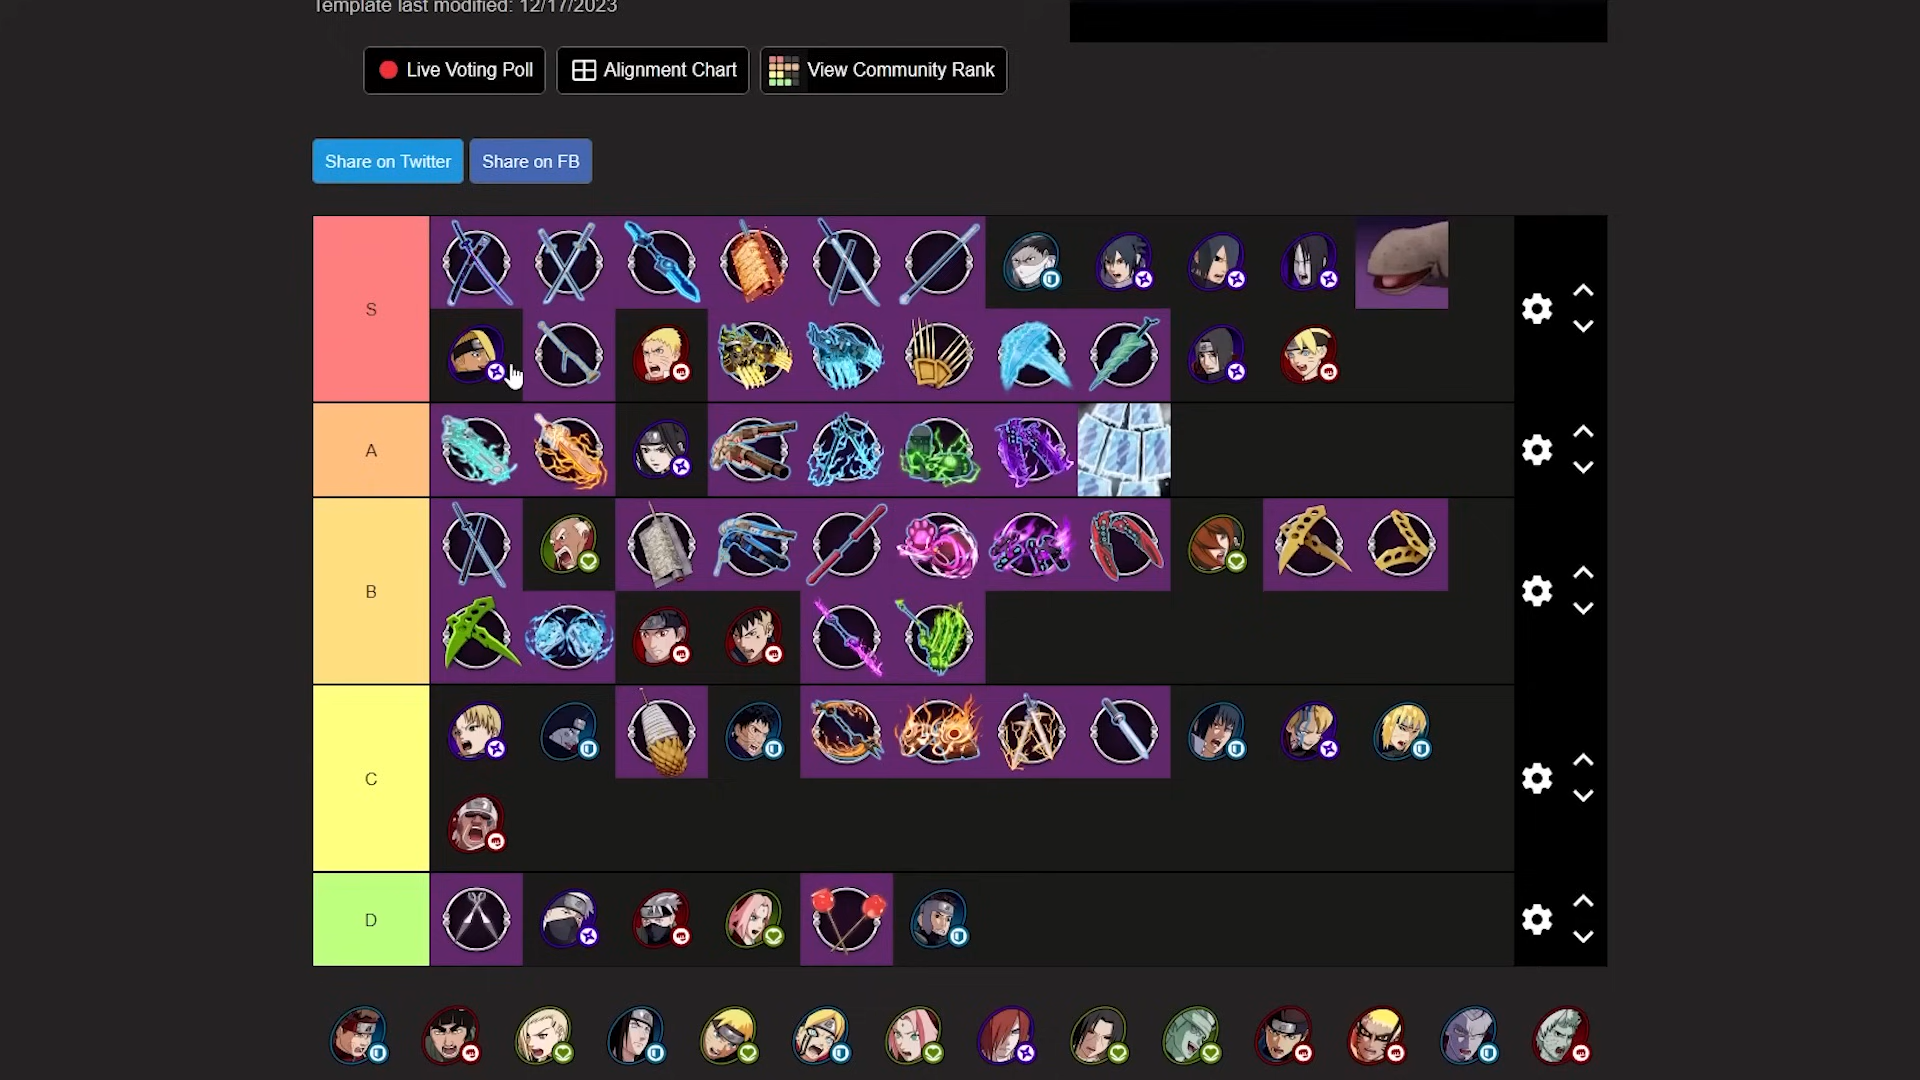 Template last modified: 12/17/2023
Live Voting Poll
Alignment Chart
View Community Rank
Share on Twitter
Share on FB
S
A
B
C
D